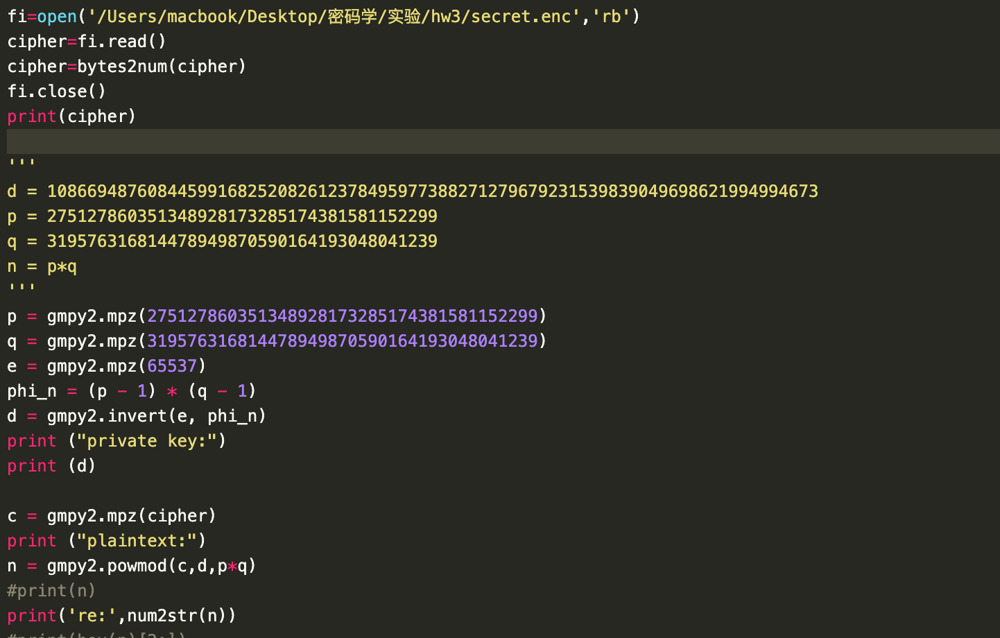 fi=open('/Users/macbook/Desktop/密码学/实验/hw3/secret.enc','rb')
cipher=fi.read()
cipher=bytes2num(cipher)
fi.close()
print(cipher)
'''
d = 10866948760844599168252082612378495977388271279679231539839049698621994994673
p = 275127860351348928173285174381581152299
q = 319576316814478949870590164193048041239
n = p*q
'''
p = gmpy2.mpz(275127860351348928173285174381581152299)
q = gmpy2.mpz(319576316814478949870590164193048041239)
e = gmpy2.mpz(65537)
phi_n = (p - 1) * (q - 1)
d = gmpy2.invert(e, phi_n)
print ("private key:")
print (d)
c = gmpy2.mpz(cipher)
print ("plaintext:")
n = gmpy2.powmod(c,d,p*q)
#print(n)
print('re:',num2str(n))
#print(hex(n)[2:])